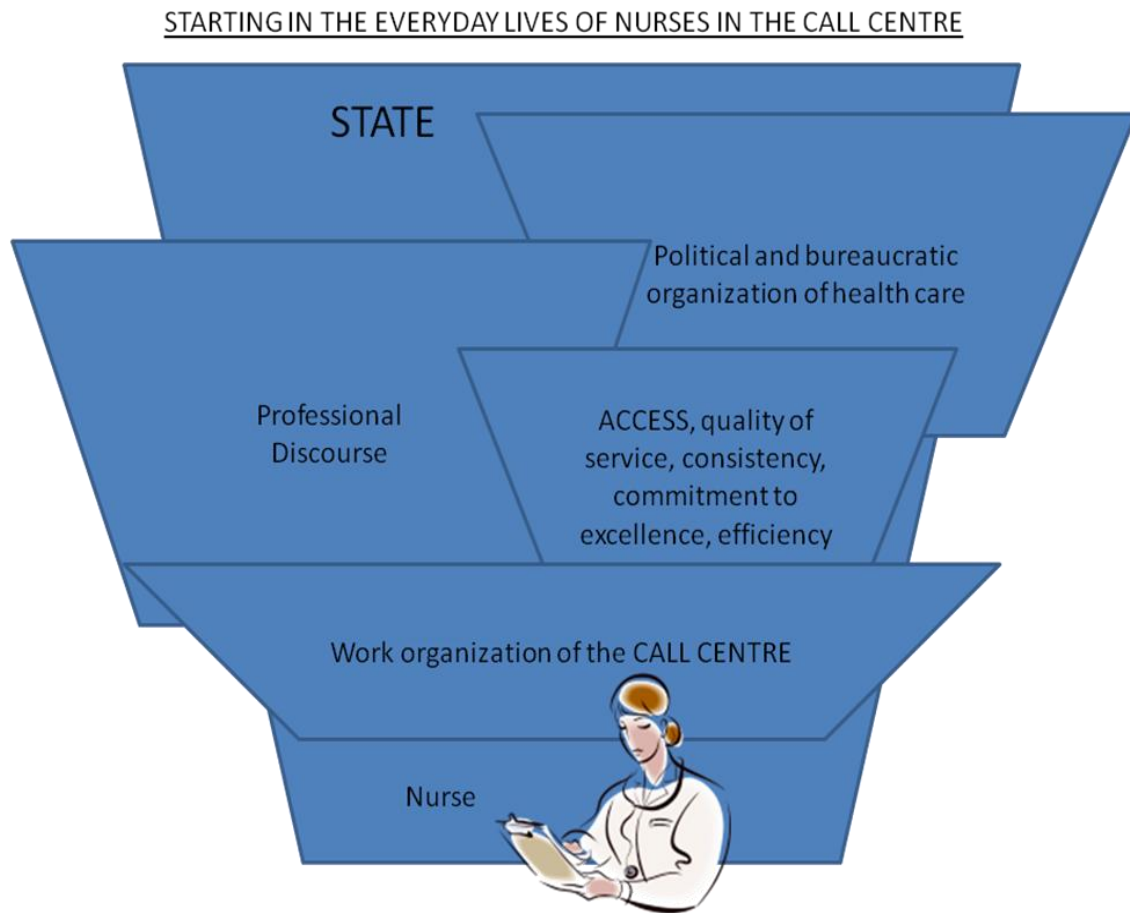 STARTING IN THE EVERYDAY LIVES OF NURSES IN THE CALL CENTRE
STATE
Political and bureaucratic
organization of health care
Professional
Discourse
ACCESS, quality of
service, consistency,
commitment to
excellence, efficiency
Work organization of the CALL CENTRE
Nurse